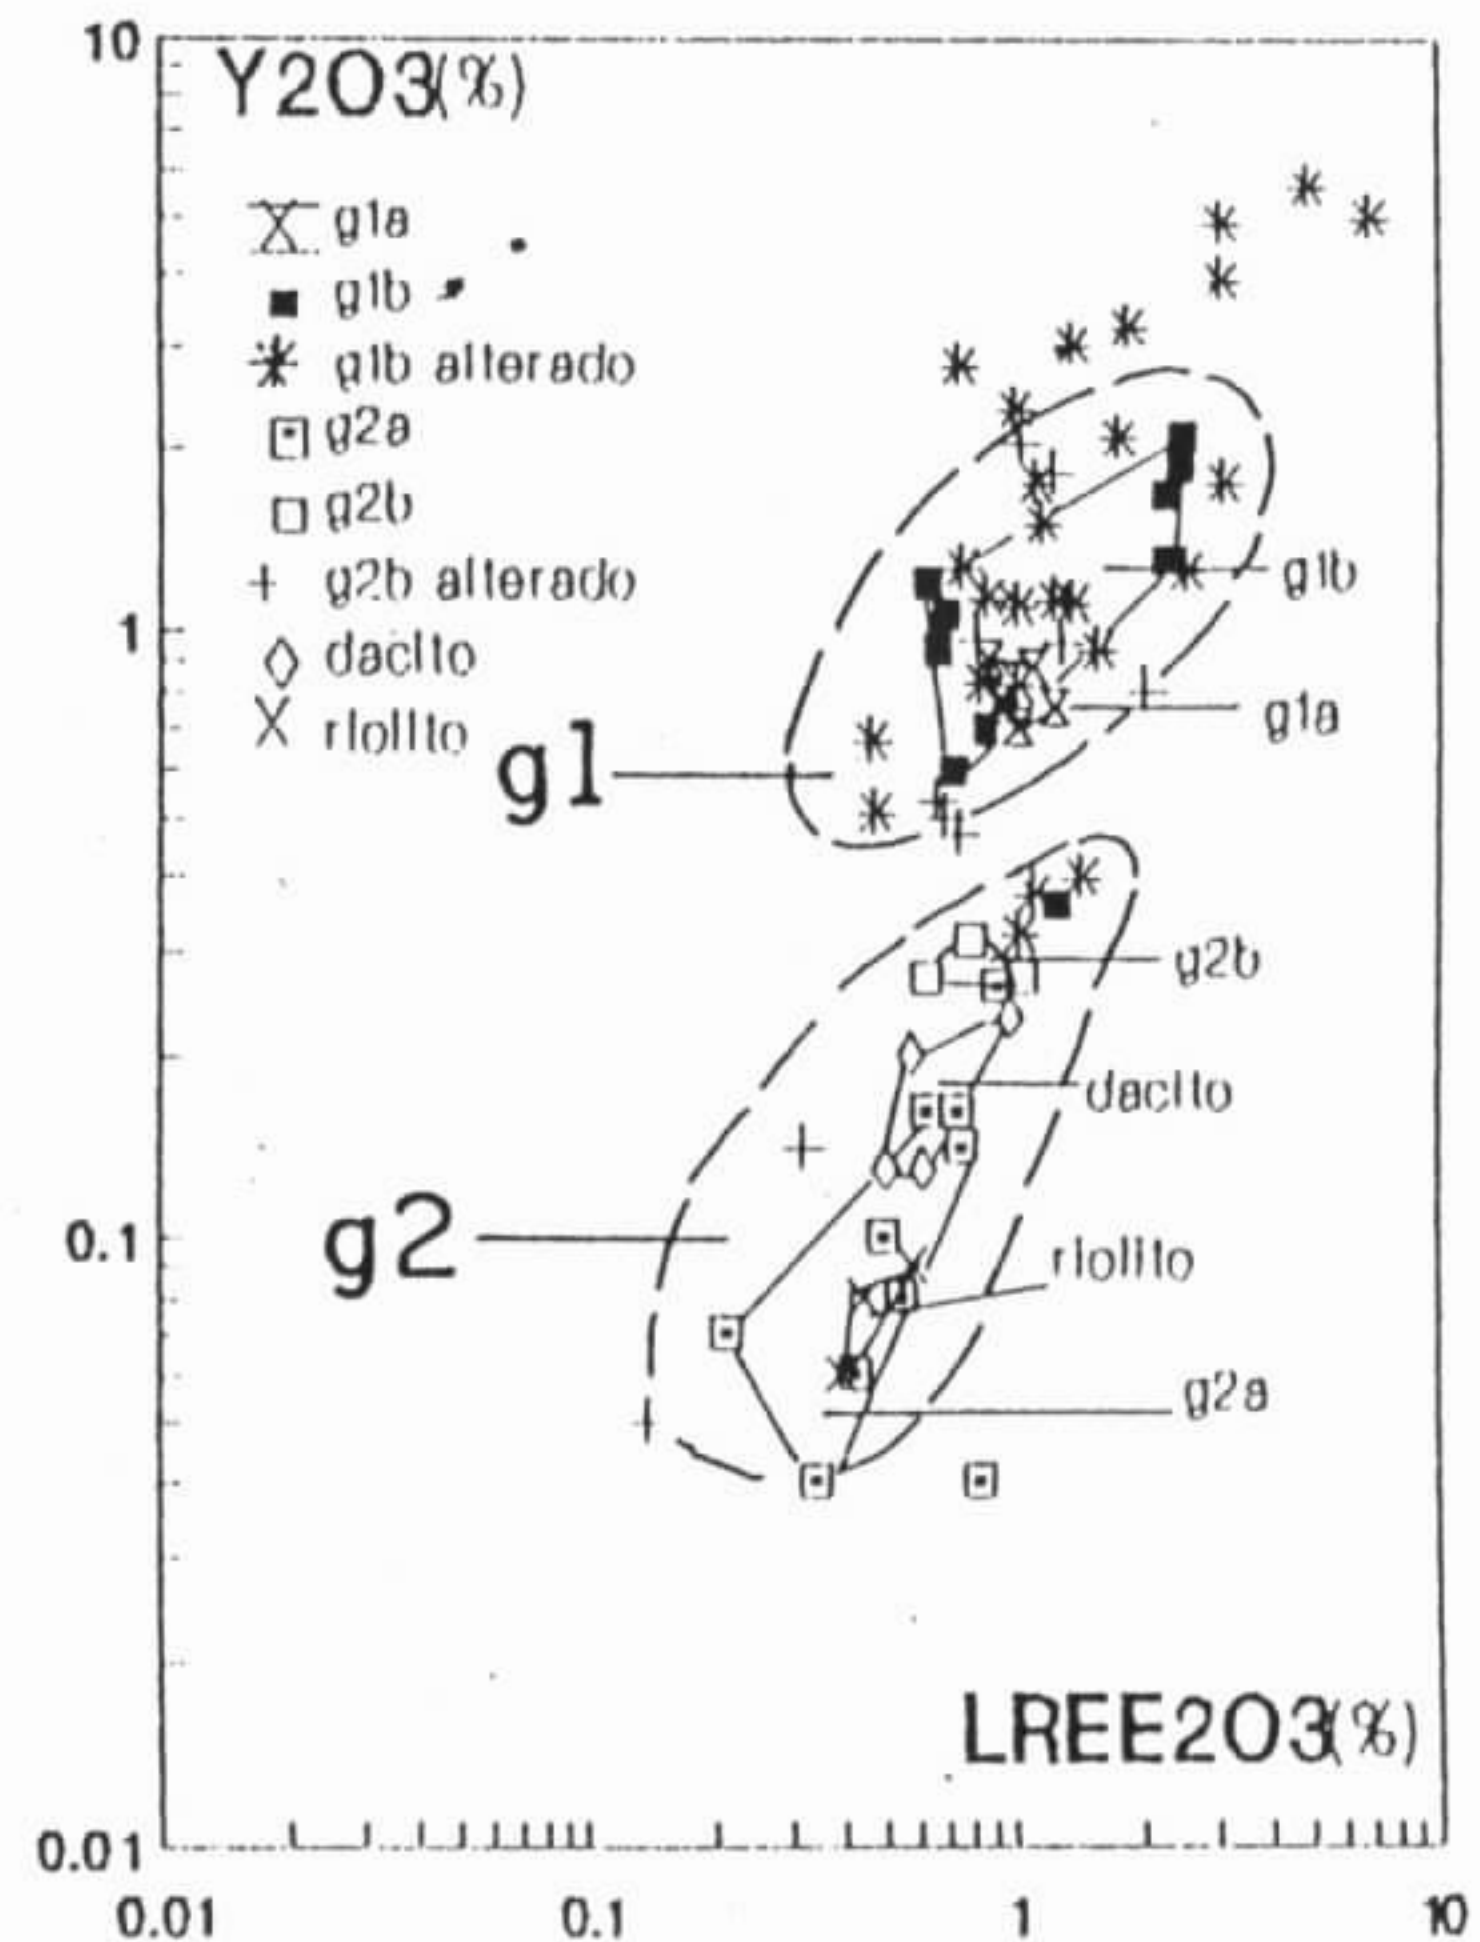 10
Y2O3(%)
g1a
g1b
g1b alterado
g2a
g2b
g2b alterado
dacito
riolito
1
g1b
g1a
g1
g2b
dacito
0.1
g2
riolito
g2a
LREE2O3(%)
0.01
0.01 0.1 1 10